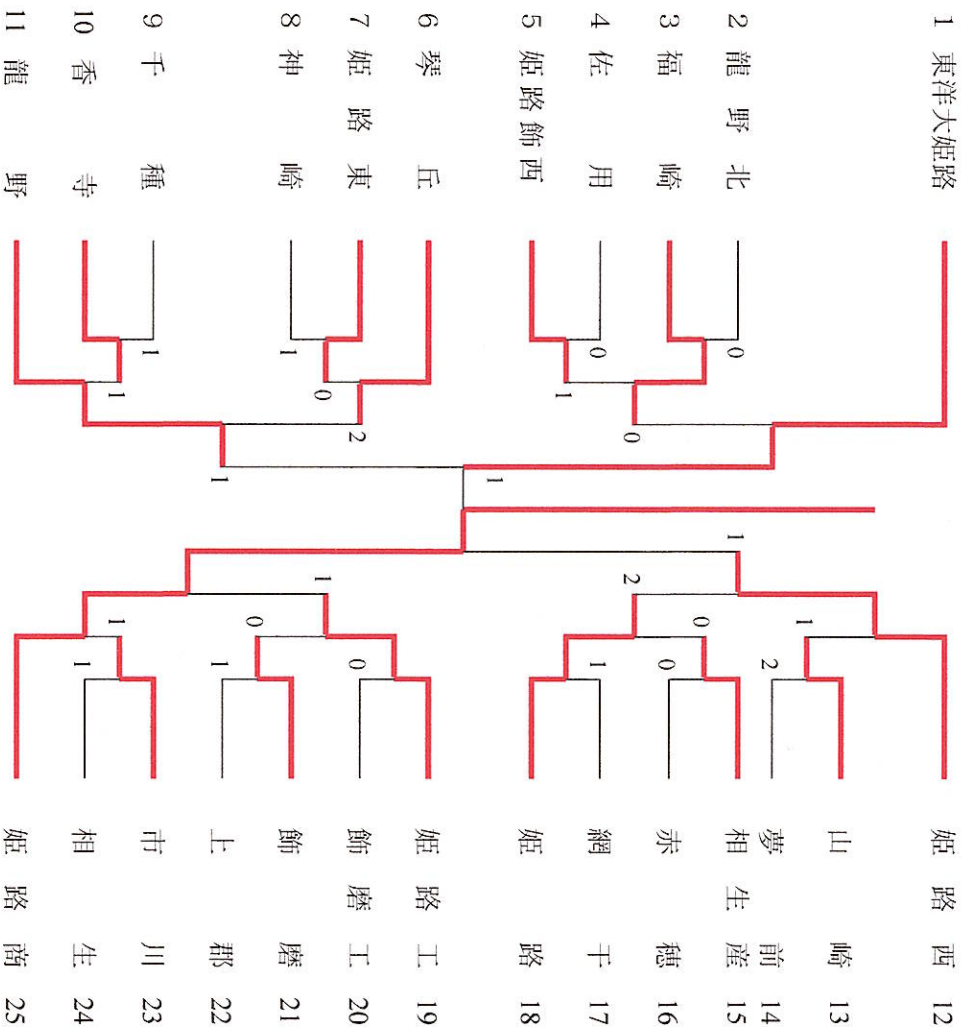 1 東洋大姫路
2 龍野北
3 福崎
4 佐用
5 姫路飾西
6 琴丘
7 姫路東
8 神崎
9 千種
10 香寺
11 龍野
0
0
0
1
1
0
2
1
1
1
1
1
1
2
0
2
0
1
1
0
0
1
1
1
姫路西 12
山崎 13
夢前 14
相生産 15
赤穂 16
網干 17
姫路 18
姫路工 19
飾磨工 20
飾磨 21
上郡 22
市川 23
相生 24
姫路商 25